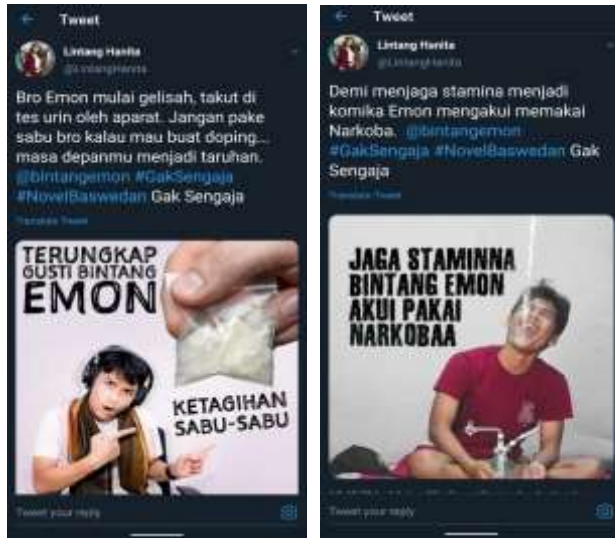 Tweet
Lintang Hanita
@LintangHanita
Bro Emon mulai gelisah, takut di
tes urin oleh aparat. Jangan pake
sabu bro kalau mau buat doping...
masa depanmu menjadi taruhan.
@bintangemon #GakSengaja
#NovelBaswedan Gak Sengaja
Translate Tweet
TERUNGKAP
GUSTI BINTANG
EMON
KETAGIHAN
SABU-SABU
Tweet your reply
Tweet
Lintang Hanita
@LintangHanita
Demi menjaga stamina menjadi
komika Emon mengakui memakai
Narkoba. @bintangemon
#GakSengaja #NovelBaswedan Gak
Sengaja
Translate Tweet
JAGA STAMINNA
BINTANG EMON
AKUI PAKAI
NARKOBAA
Tweet your reply